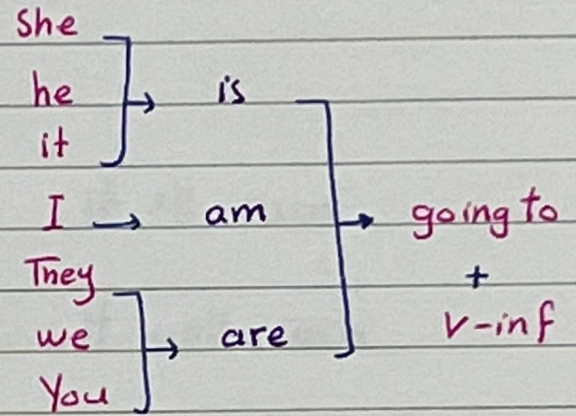 She
he is
it
I → am going to
They +
we are v-inf
You